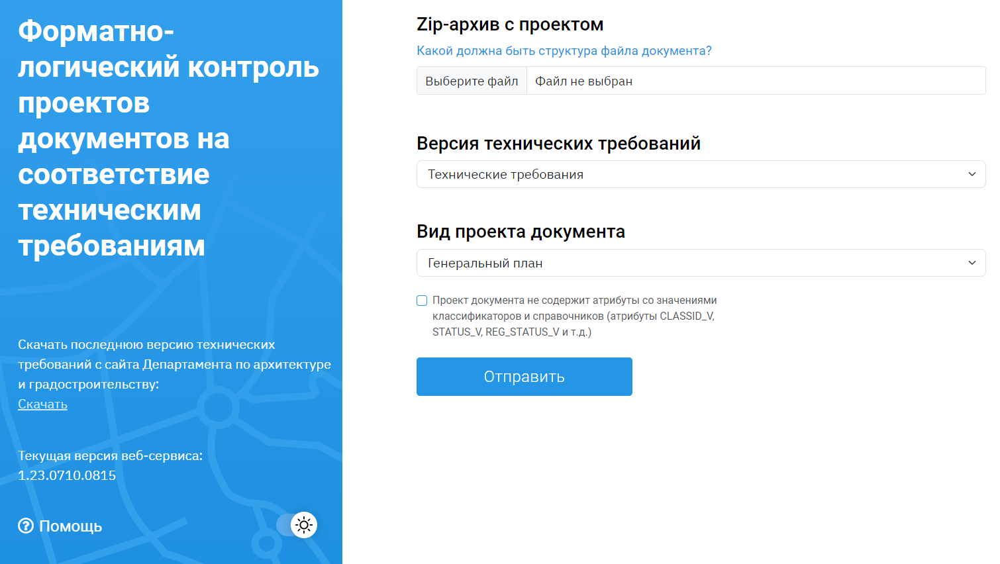 Форматно-
логический контроль
проектов
документов на
соответствие
техническим
требованиям
Скачать последнюю версию технических
требований с сайта Департамента по архитектуре
и градостроительству:
Скачать
Текущая версия веб-сервиса:
1.23.0710.0815
Помощь
Zip-архив с проектом
Какой должна быть структура файла документа?
Выберите файл Файл не выбран
Версия технических требований
Технические требования
Вид проекта документа
Генеральный план
Проект документа не содержит атрибуты со значениями
классификаторов и справочников (атрибуты CLASSID_V,
STATUS_V, REG_STATUS_V и т.д.)
Отправить